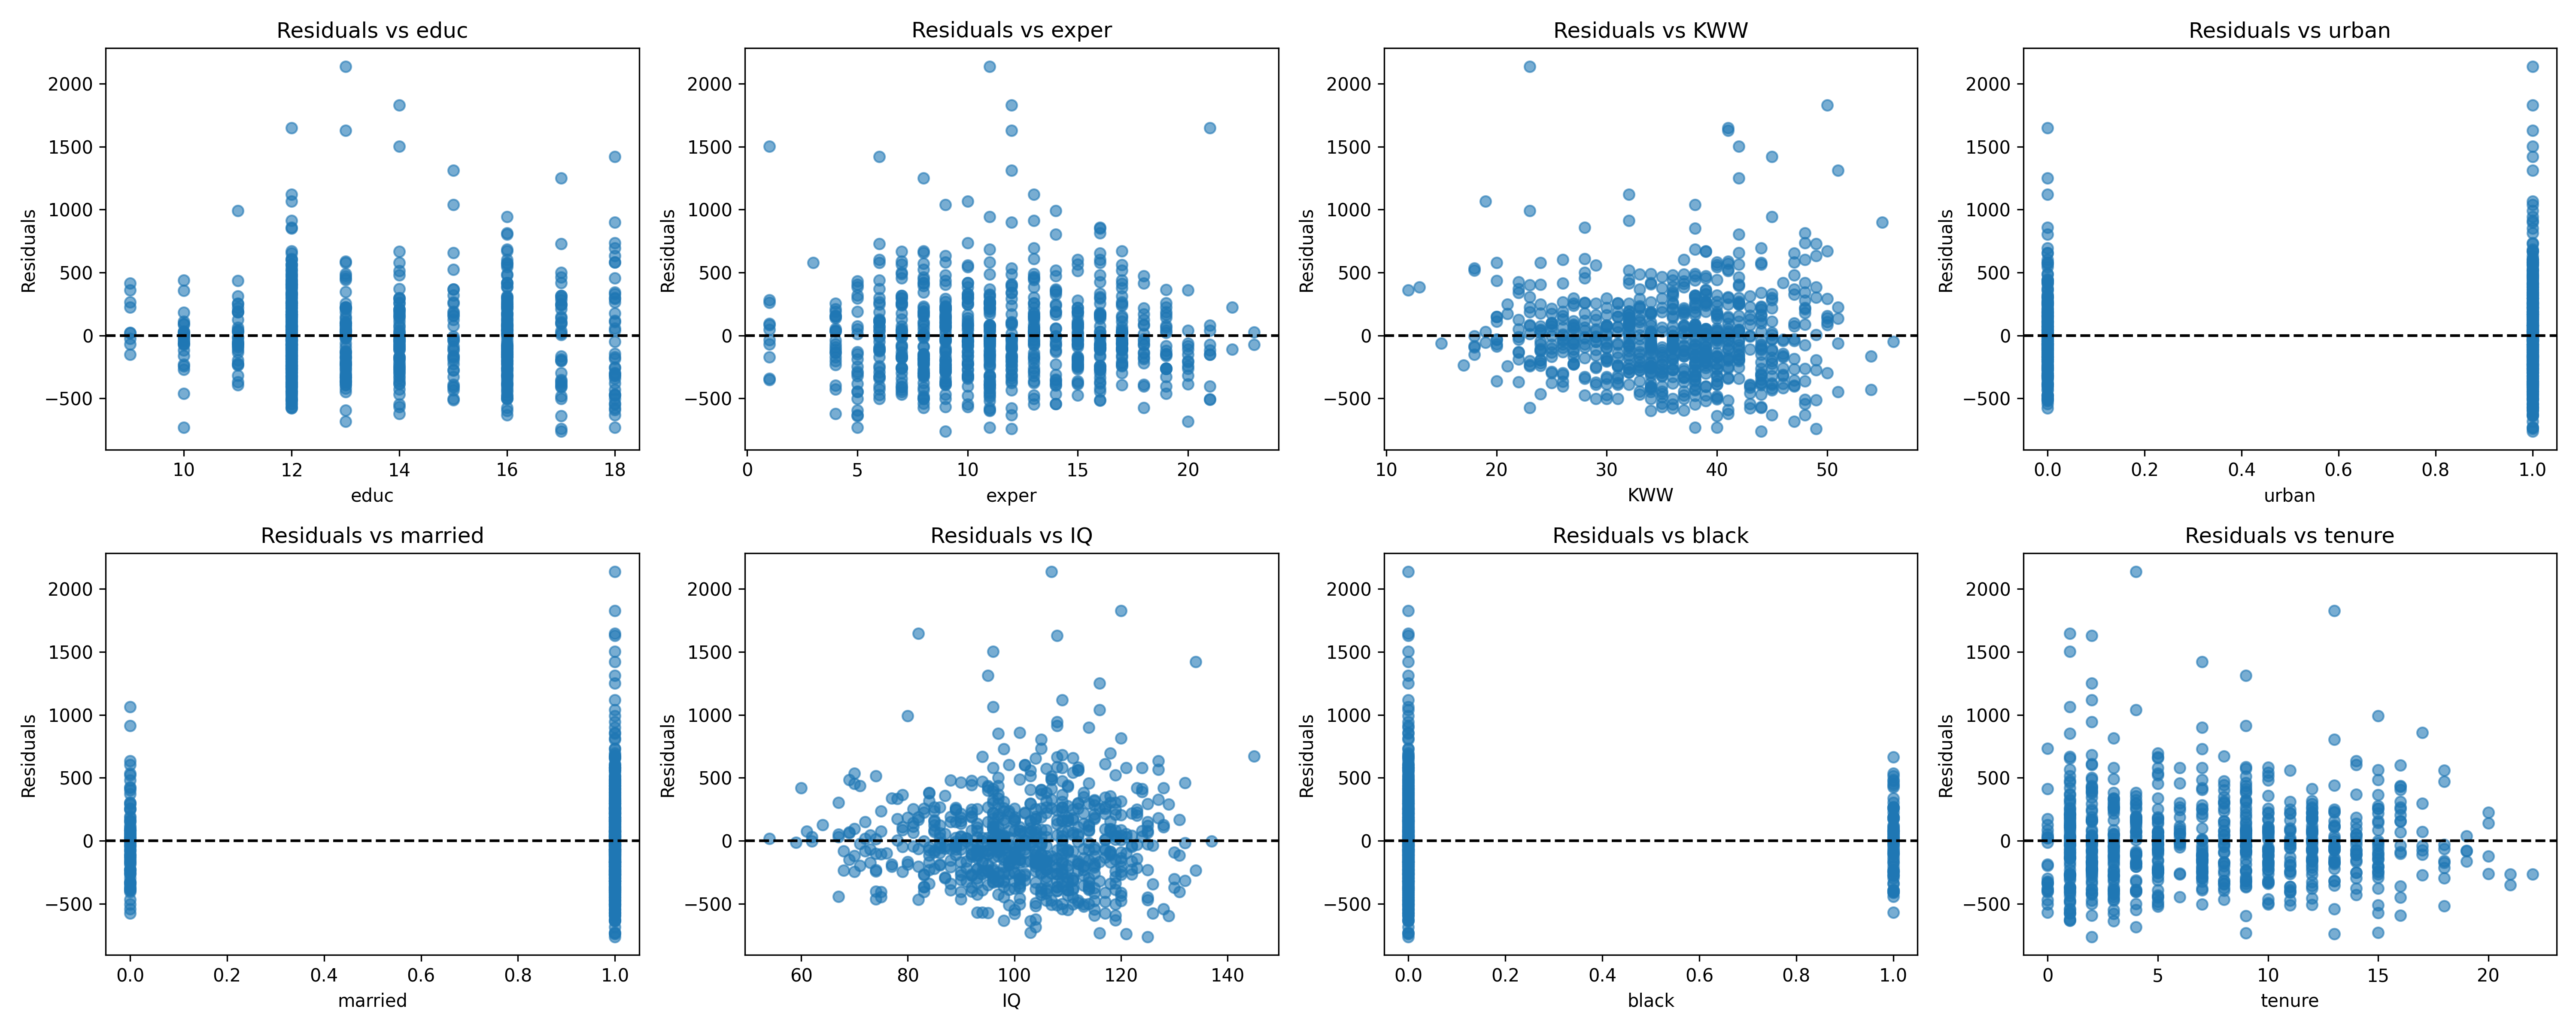 Residuals vs educ
Residuals
2000
1500
1000
500
0
−500
10 12 14 16 18
educ
Residuals vs exper
Residuals
2000
1500
1000
500
0
−500
0 5 10 15 20
exper
Residuals vs KWW
Residuals
2000
1500
1000
500
0
−500
10 20 30 40 50
KWW
Residuals vs urban
Residuals
2000
1500
1000
500
0
−500
0.0 0.2 0.4 0.6 0.8 1.0
urban
Residuals vs married
Residuals
2000
1500
1000
500
0
−500
0.0 0.2 0.4 0.6 0.8 1.0
married
Residuals vs IQ
Residuals
2000
1500
1000
500
0
−500
60 80 100 120 140
IQ
Residuals vs black
Residuals
2000
1500
1000
500
0
−500
0.0 0.2 0.4 0.6 0.8 1.0
black
Residuals vs tenure
Residuals
2000
1500
1000
500
0
−500
0 5 10 15 20
tenure